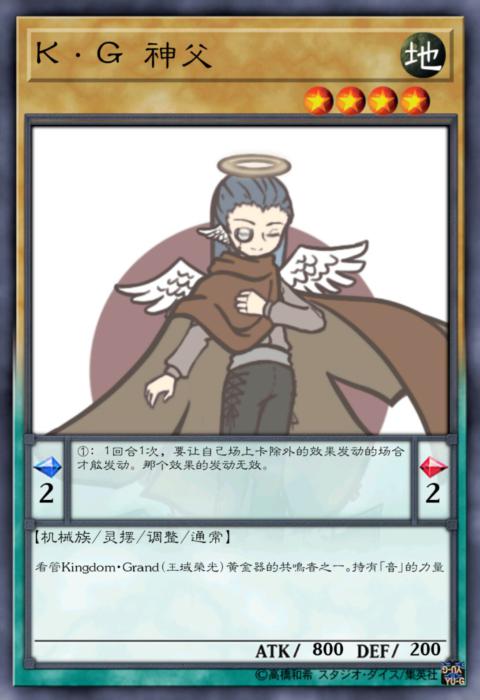 K・G 神父
地
①：1回合1次，要让自己场上卡除外的效果发动的场合
才能发动。那个效果的发动无效。
2
2
【机械族/灵摆/调整/通常】
看管Kingdom•Grand（王域榮光）黃金器的共鳴者之一。持有「音」的力量
ATK/ 800 DEF/ 200
©高橋和希 スタジオ・ダイス/集英社